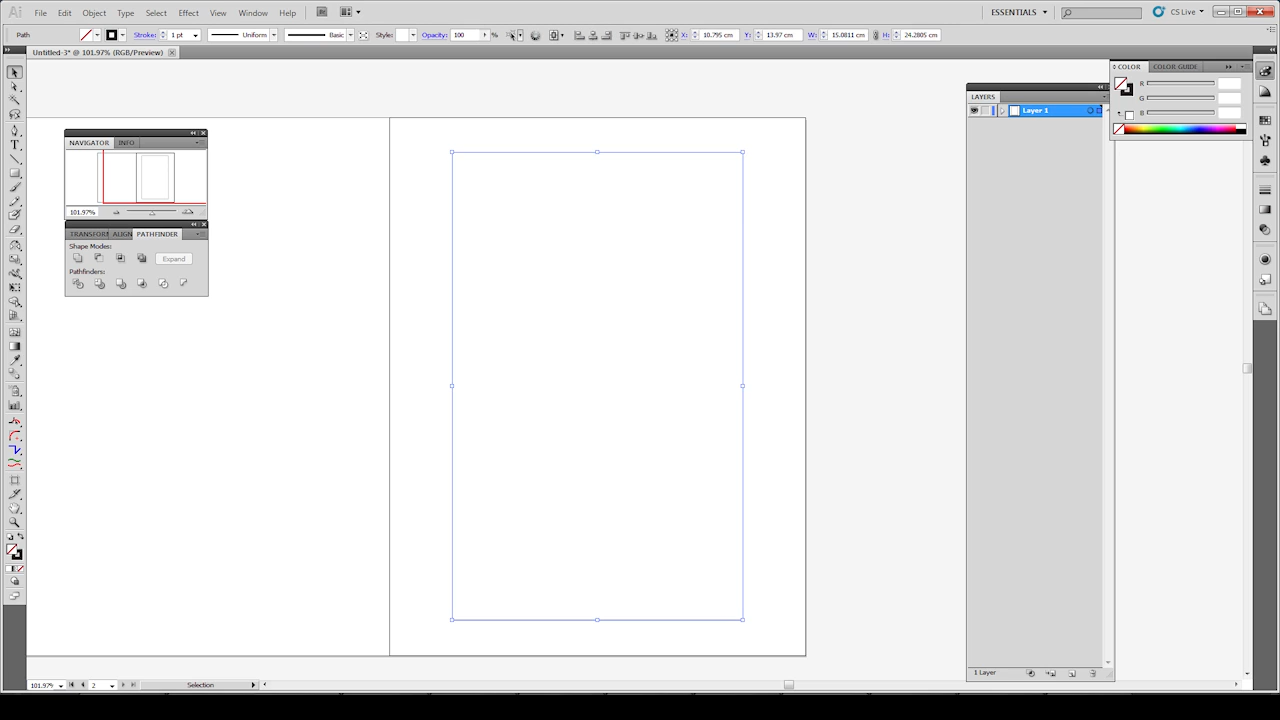 Ai File Edit Object Type Select Effect View Window Help Br ESSENTIALS CS Live
Path Stroke: 1 pt Uniform Basic Style: Opacity: 100 % X: 10.795 cm Y: 13.97 cm W: 15.0811 cm H: 24.2805 cm
Untitled-3* @ 101.97% (RGB/Preview)
COLOR COLOR GUIDE
R
G
B
LAYERS
Layer 1
NAVIGATOR INFO
101.97%
TRANSFORM ALIGN PATHFINDER
Shape Modes:
Expand
Pathfinders:
1 Layer
101.97% 2 Selection